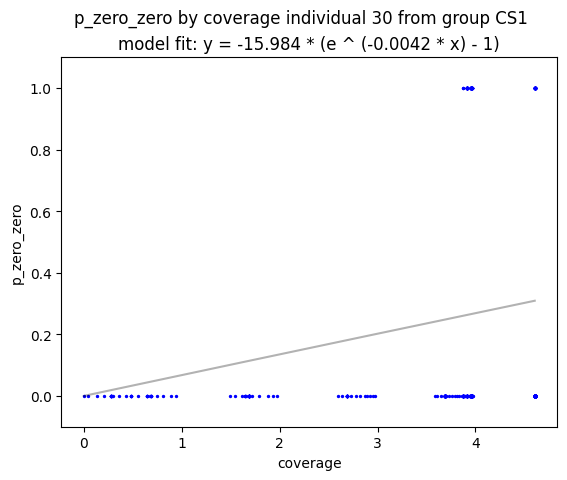 p_zero_zero by coverage individual 30 from group CS1
model fit: y = -15.984 * (e ^ (-0.0042 * x) - 1)
1.0
0.8
0.6
0.4
0.2
0.0
p_zero_zero
0 1 2 3 4
coverage